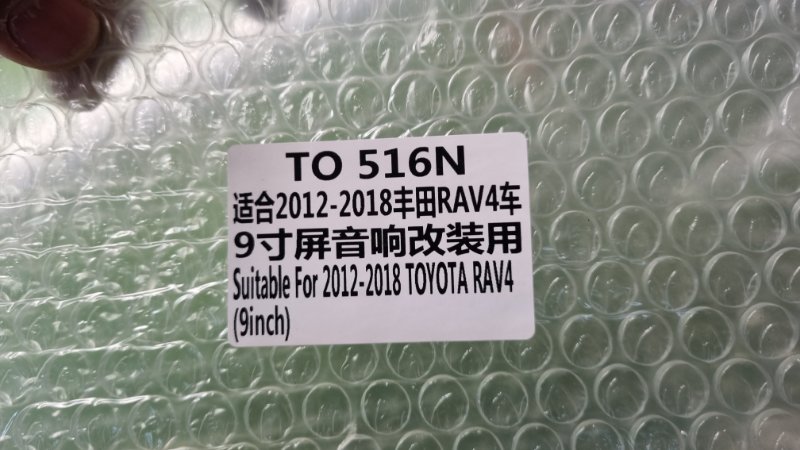 TO 516N
适合2012-2018丰田RAV4车
9寸屏音响改装用
Suitable For 2012-2018 TOYOTA RAV4
(9inch)